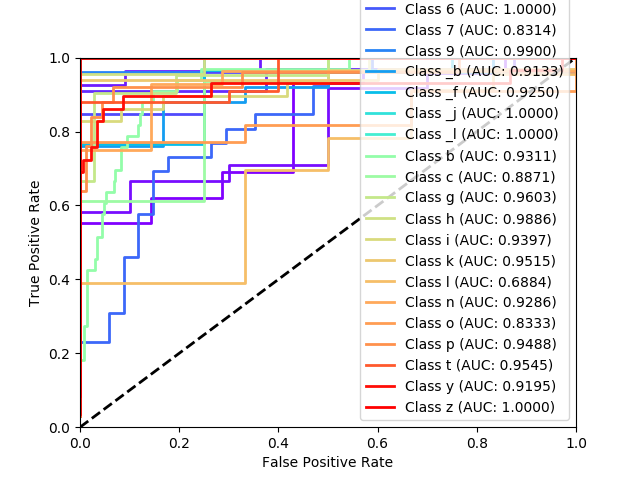 Class 6 (AUC: 1.0000)
Class 7 (AUC: 0.8314)
Class 9 (AUC: 0.9900)
Class _b (AUC: 0.9133)
Class _f (AUC: 0.9250)
Class _j (AUC: 1.0000)
Class _l (AUC: 1.0000)
Class b (AUC: 0.9311)
Class c (AUC: 0.8871)
Class g (AUC: 0.9603)
Class h (AUC: 0.9886)
Class i (AUC: 0.9397)
Class k (AUC: 0.9515)
Class l (AUC: 0.6884)
Class n (AUC: 0.9286)
Class o (AUC: 0.8333)
Class p (AUC: 0.9488)
Class t (AUC: 0.9545)
Class y (AUC: 0.9195)
Class z (AUC: 1.0000)
True Positive Rate
1.0
0.8
0.6
0.4
0.2
0.0
0.0 0.2 0.4 0.6 0.8 1.0
False Positive Rate